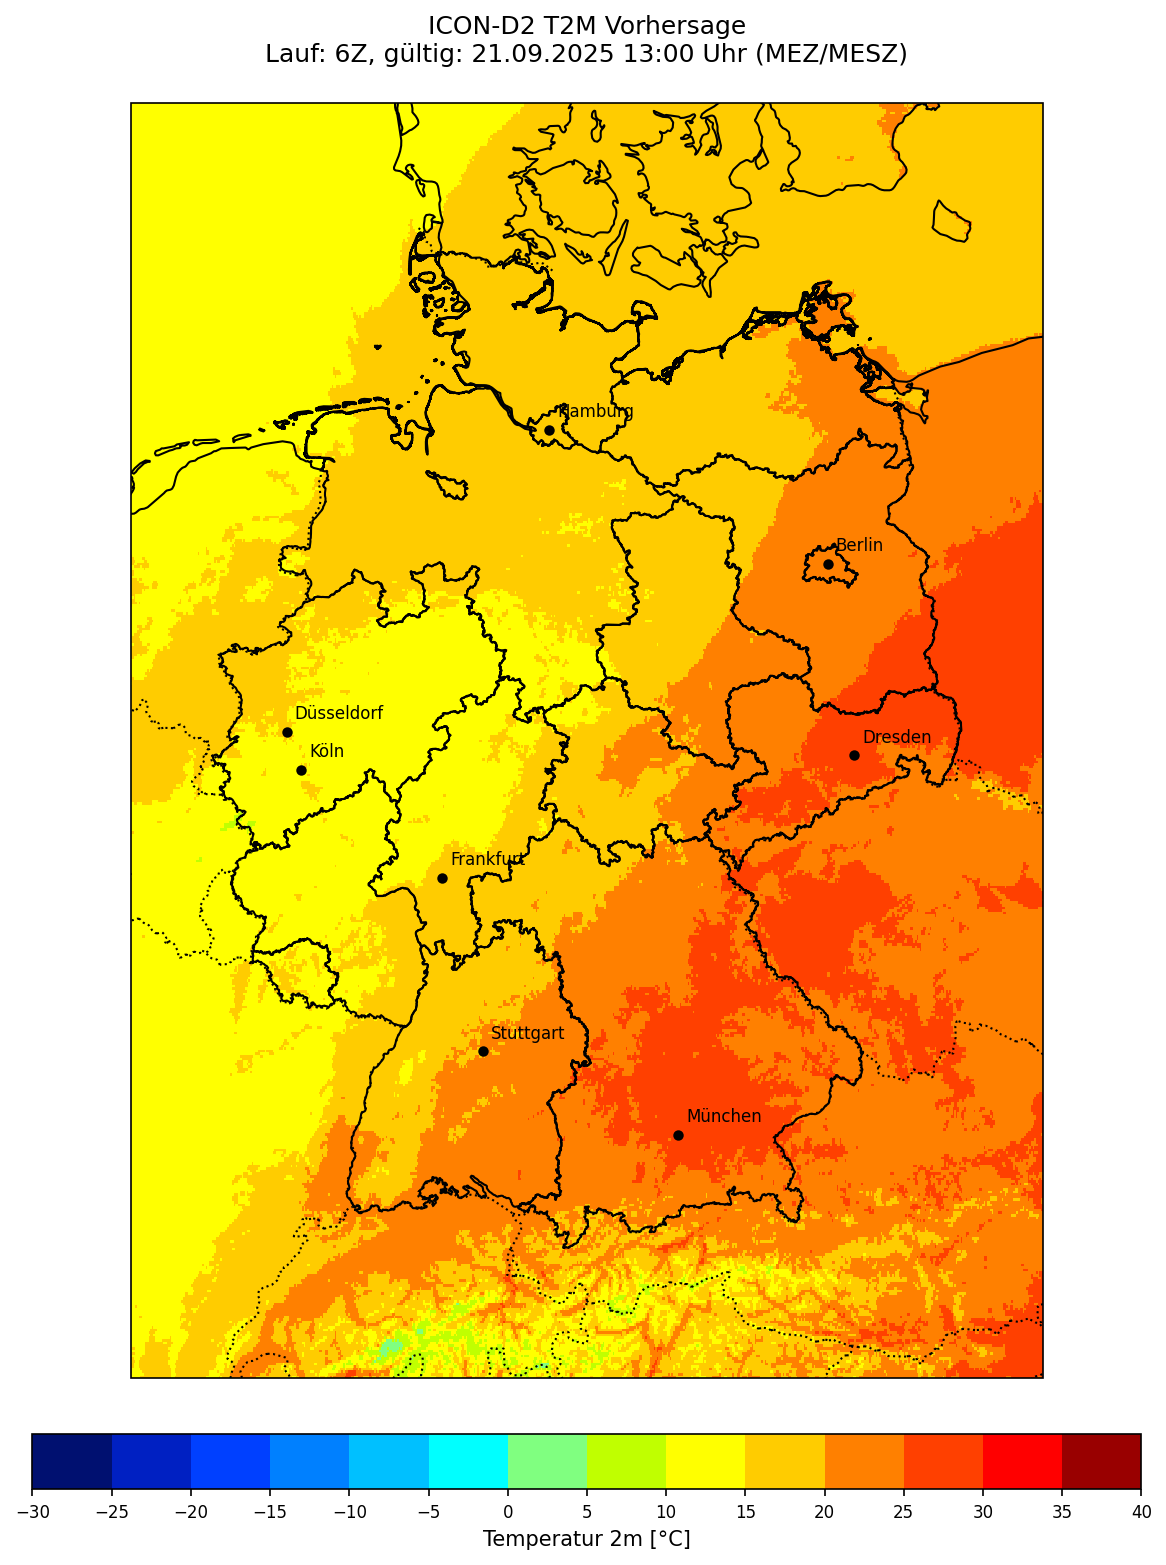 ICON-D2 T2M Vorhersage
Lauf: 6Z, gültig: 21.09.2025 13:00 Uhr (MEZ/MESZ)
Hamburg
Berlin
Düsseldorf
Dresden
Köln
Frankfurt
Stuttgart
München
−30 −25 −20 −15 −10 −5 0 5 10 15 20 25 30 35 40
Temperatur 2m [°C]